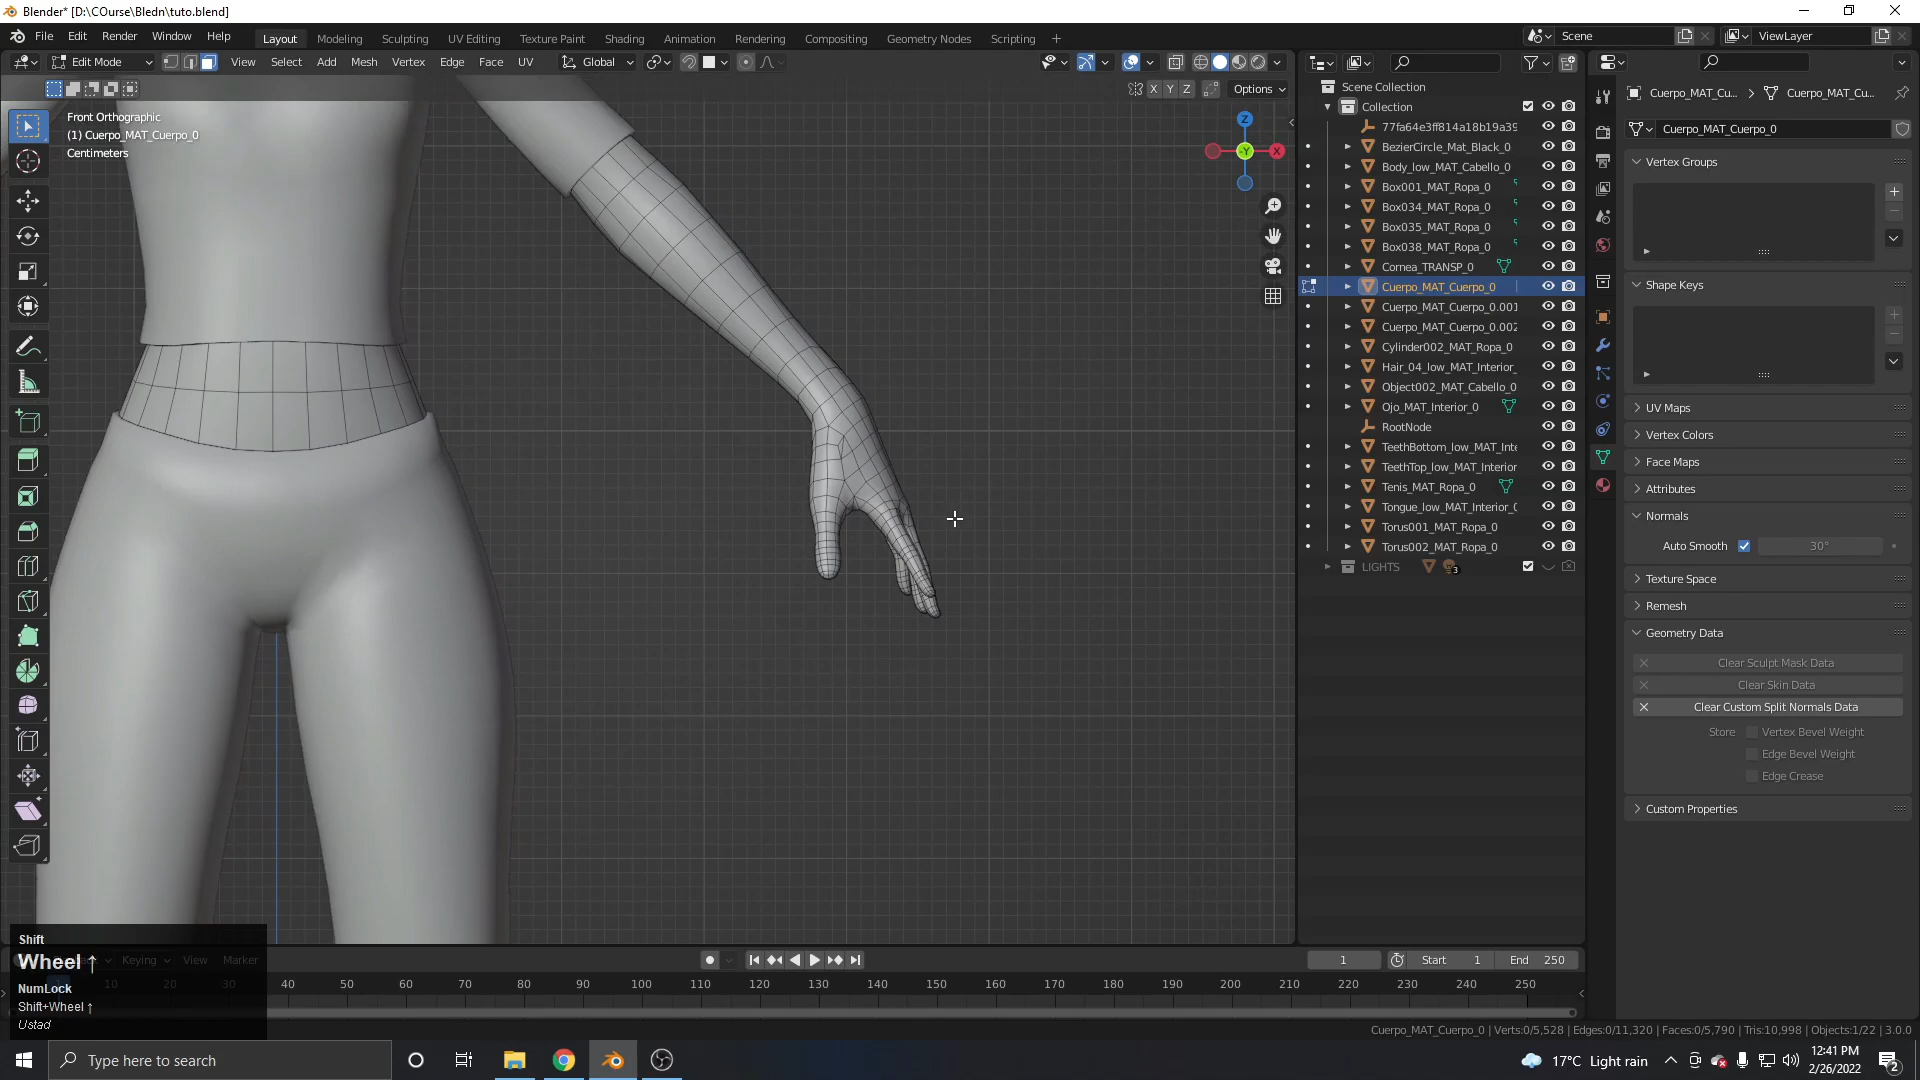 Blender* [D:\COurse\Bledn\tuto.blend]
File Edit Render Window Help Layout Modeling Sculpting UV Editing Texture Paint Shading Animation Rendering Compositing Geometry Nodes Scripting + Scene ViewLayer
Edit Mode View Select Add Mesh Vertex Edge Face UV Global
X Y Z Options
Front Orthographic
(1) Cuerpo_MAT_Cuerpo_0
Centimeters
Z
-Y X
Scene Collection
Collection
77fa64e3ff814a18b19a39
BezierCircle_Mat_Black_0
Body_low_MAT_Cabello_0
Box001_MAT_Ropa_0
Box034_MAT_Ropa_0
Box035_MAT_Ropa_0
Box038_MAT_Ropa_0
Cornea_TRANSP_0
Cuerpo_MAT_Cuerpo_0
Cuerpo_MAT_Cuerpo_0.001
Cuerpo_MAT_Cuerpo_0.002
Cylinder002_MAT_Ropa_0
Hair_04_low_MAT_Interior_
Object002_MAT_Cabello_0
Ojo_MAT_Interior_0
RootNode
TeethBottom_low_MAT_Inte
TeethTop_low_MAT_Interior
Tenis_MAT_Ropa_0
Tongue_low_MAT_Interior_0
Torus001_MAT_Ropa_0
Torus002_MAT_Ropa_0
LIGHTS 3
Cuerpo_MAT_Cu... > Cuerpo_MAT_Cu...
Cuerpo_MAT_Cuerpo_0
Vertex Groups
Shape Keys
UV Maps
Vertex Colors
Face Maps
Attributes
Normals
Auto Smooth 30°
Texture Space
Remesh
Geometry Data
Clear Sculpt Mask Data
Clear Skin Data
Clear Custom Split Normals Data
Store Vertex Bevel Weight
Edge Bevel Weight
Edge Crease
Custom Properties
Shift
Wheel ↑
Keying View Marker 1 Start 1 End 250
NumLock
10 20 30 40 50 60 70 80 90 100 110 120 130 140 150 160 170 180 190 200 210 220 230 240 250
Shift+Wheel ↑
Ustad
Cuerpo_MAT_Cuerpo_0 | Verts:0/5,528 | Edges:0/11,320 | Faces:0/5,790 | Tris:10,998 | Objects:1/22 | 3.0.0
Type here to search 17°C Light rain 12:41 PM
2/26/2022 2